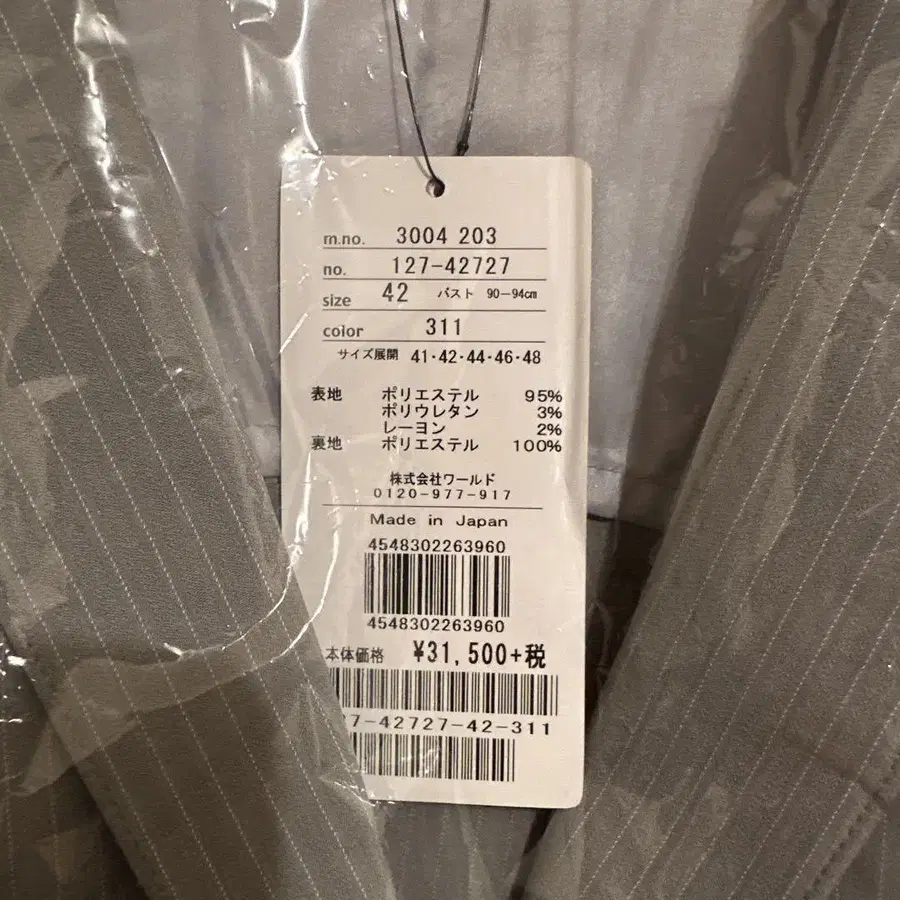 m.no. 3004 203
no. 127-42727
size 42 バスト 90-94cm
color 311
サイズ展開 41・42・44・46・48
表地 ポリエステル 95%
ポリウレタン 3%
レーヨン 2%
裏地 ポリエステル 100%
株式会社ワールド
0120-977-917
Made in Japan
4548302263960
4548302263960
本体価格 ¥31,500+税
7-42727-42-311